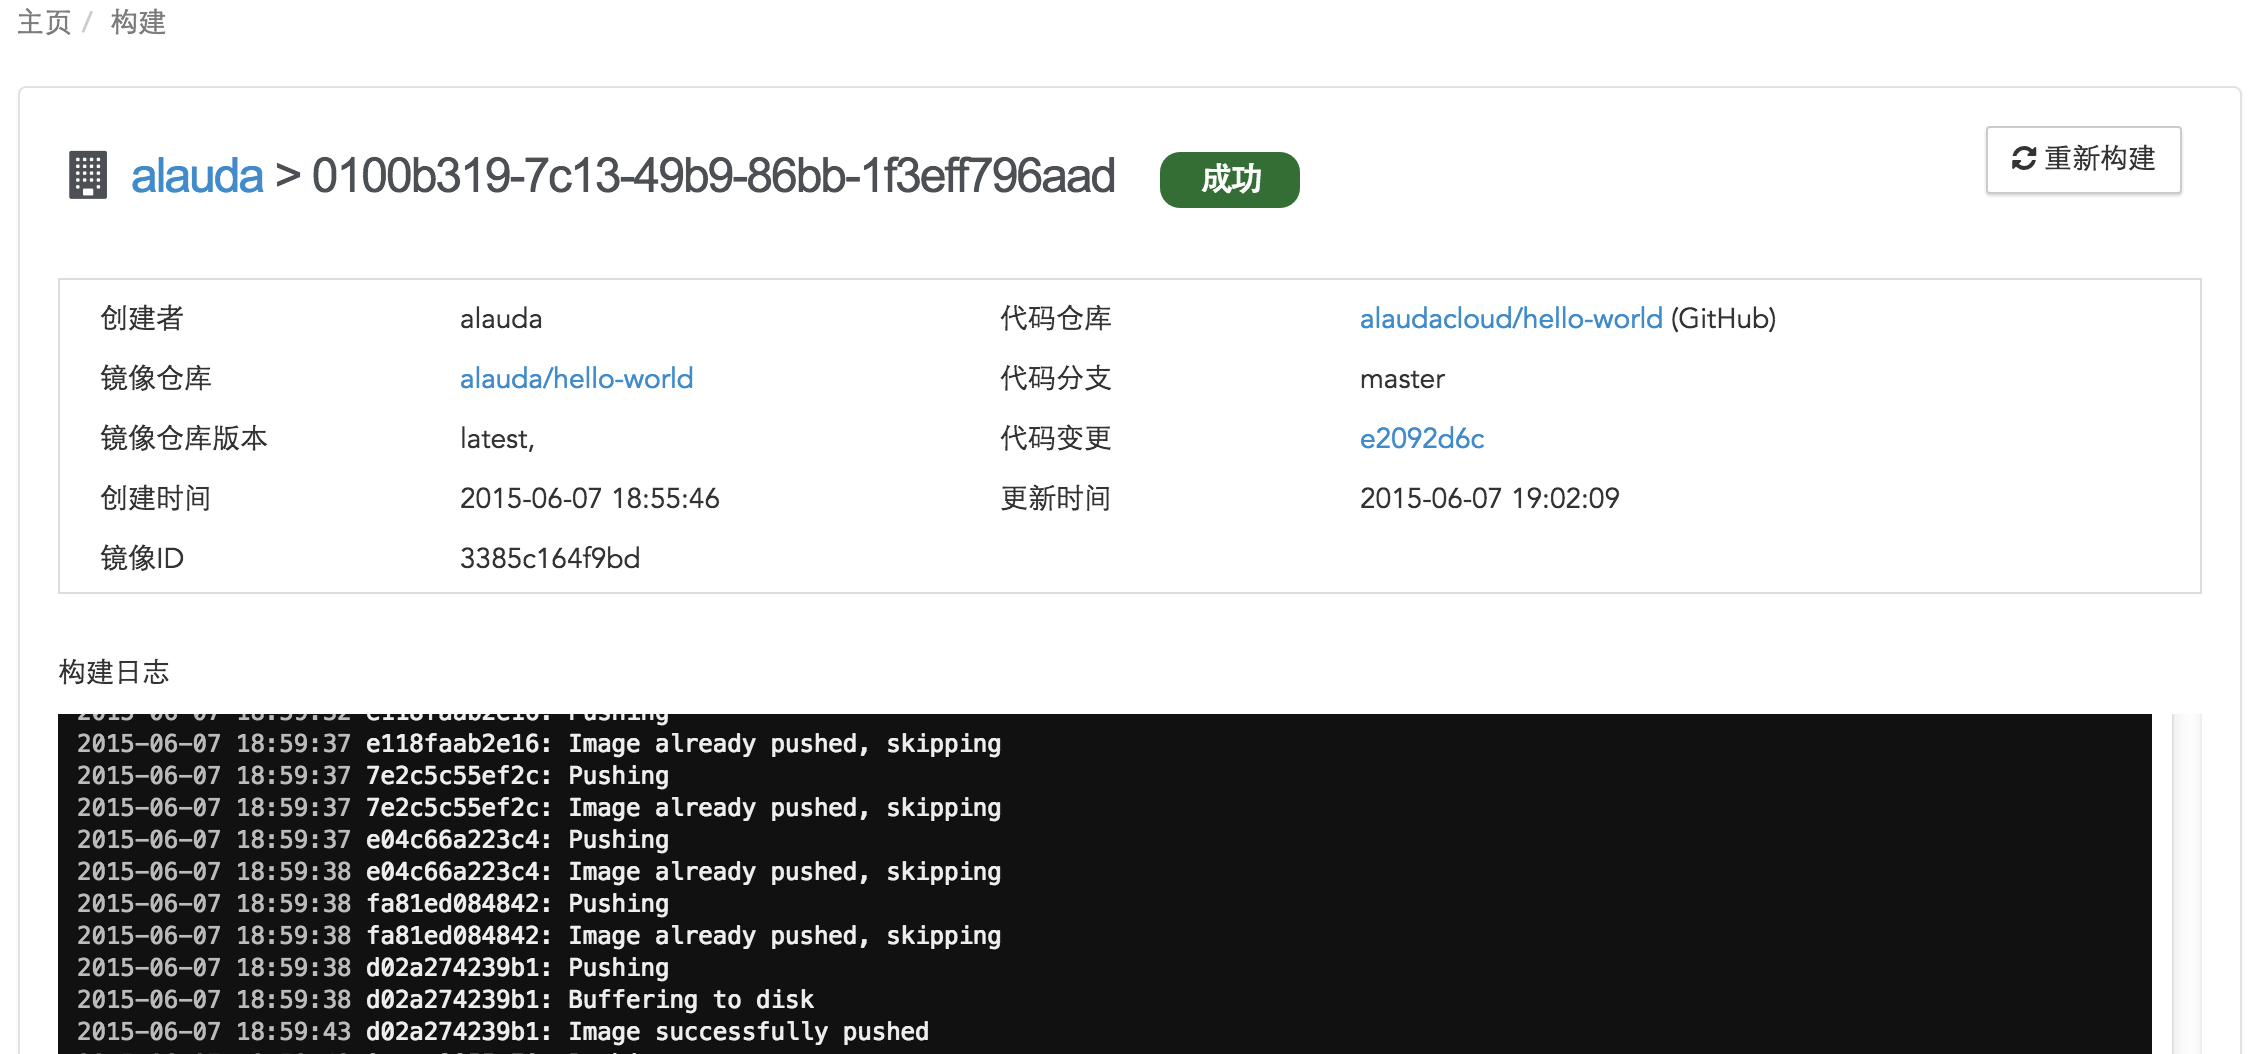 主页 / 构建
alauda > 0100b319-7c13-49b9-86bb-1f3eff796aad 成功 重新构建
创建者 alauda 代码仓库 alaudacloud/hello-world (GitHub)
镜像仓库 alauda/hello-world 代码分支 master
镜像仓库版本 latest, 代码变更 e2092d6c
创建时间 2015-06-07 18:55:46 更新时间 2015-06-07 19:02:09
镜像ID 3385c164f9bd
构建日志
2015-06-07 18:59:32 e118faab2e16: Pushing
2015-06-07 18:59:37 e118faab2e16: Image already pushed, skipping
2015-06-07 18:59:37 7e2c5c55ef2c: Pushing
2015-06-07 18:59:37 7e2c5c55ef2c: Image already pushed, skipping
2015-06-07 18:59:37 e04c66a223c4: Pushing
2015-06-07 18:59:38 e04c66a223c4: Image already pushed, skipping
2015-06-07 18:59:38 fa81ed084842: Pushing
2015-06-07 18:59:38 fa81ed084842: Image already pushed, skipping
2015-06-07 18:59:38 d02a274239b1: Pushing
2015-06-07 18:59:38 d02a274239b1: Buffering to disk
2015-06-07 18:59:43 d02a274239b1: Image successfully pushed